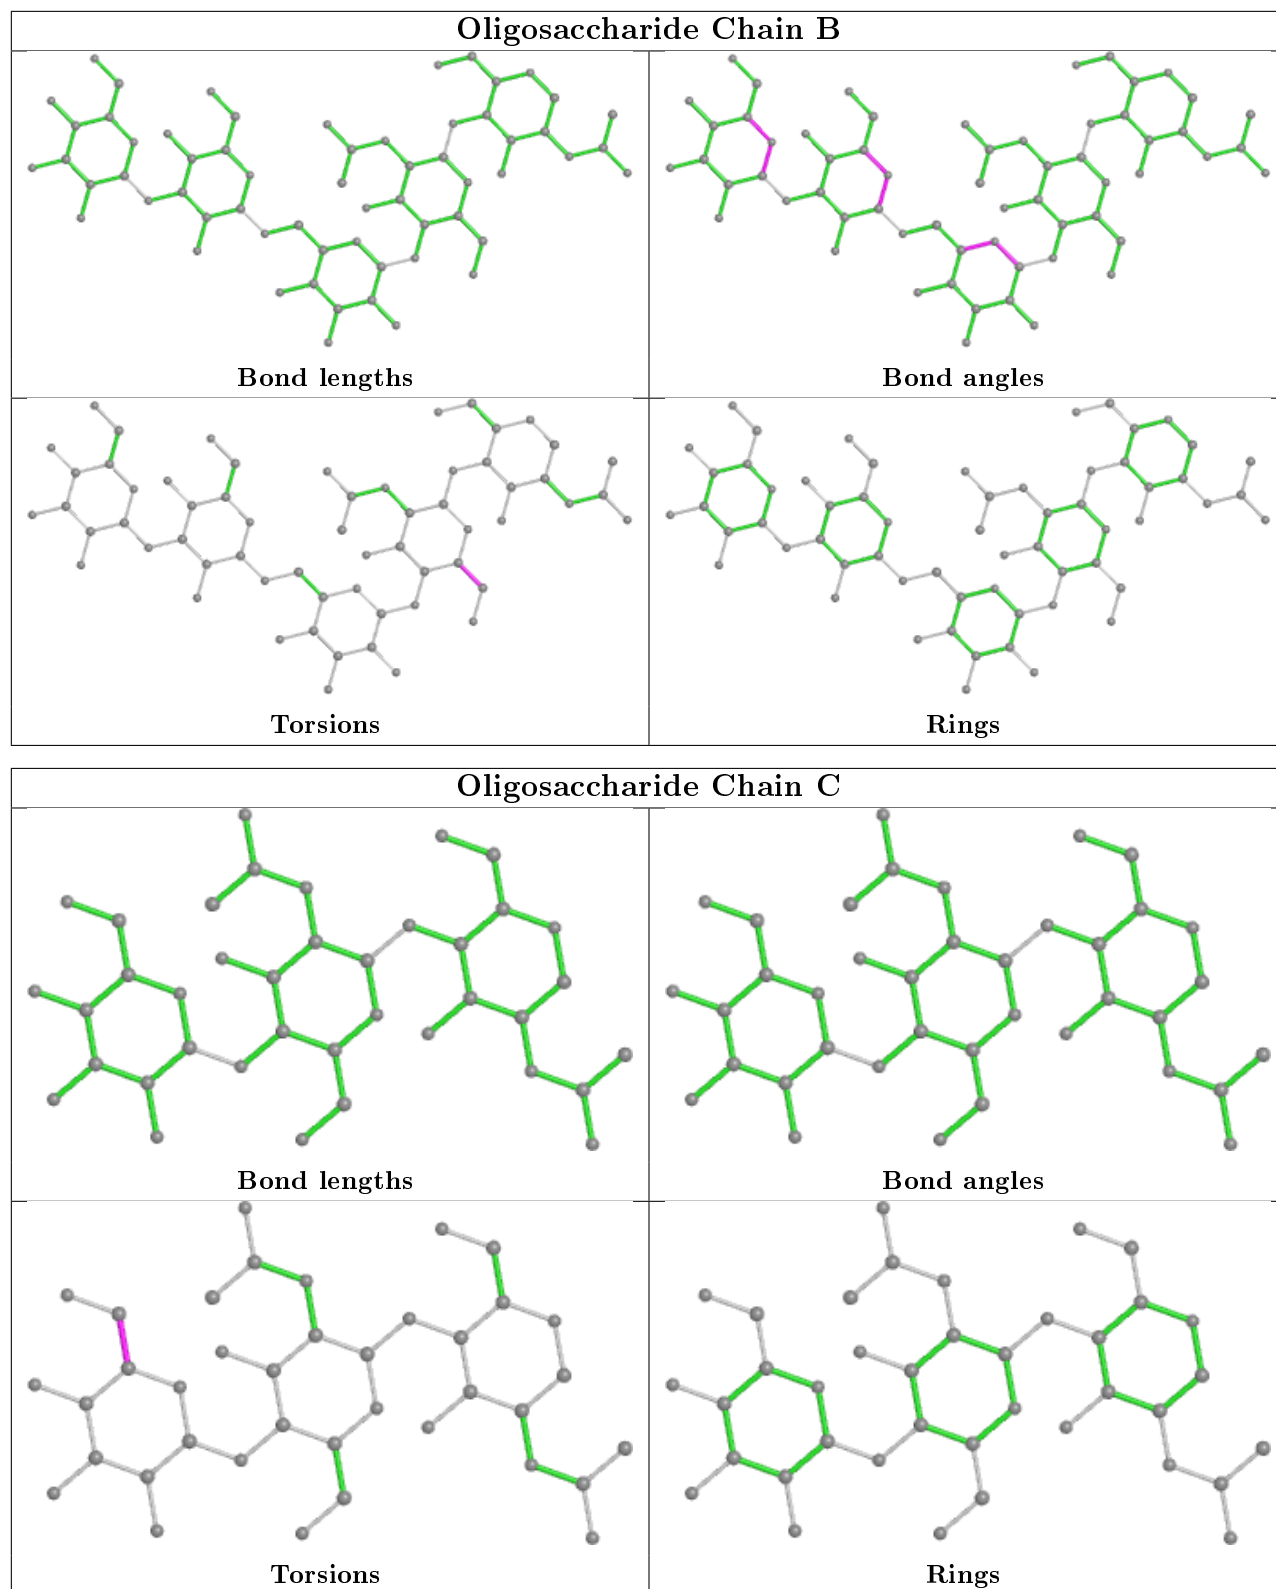 Oligosaccharide Chain B
Bond lengths
Bond angles
Torsions
Rings
Oligosaccharide Chain C
Bond lengths
Bond angles
Torsions
Rings